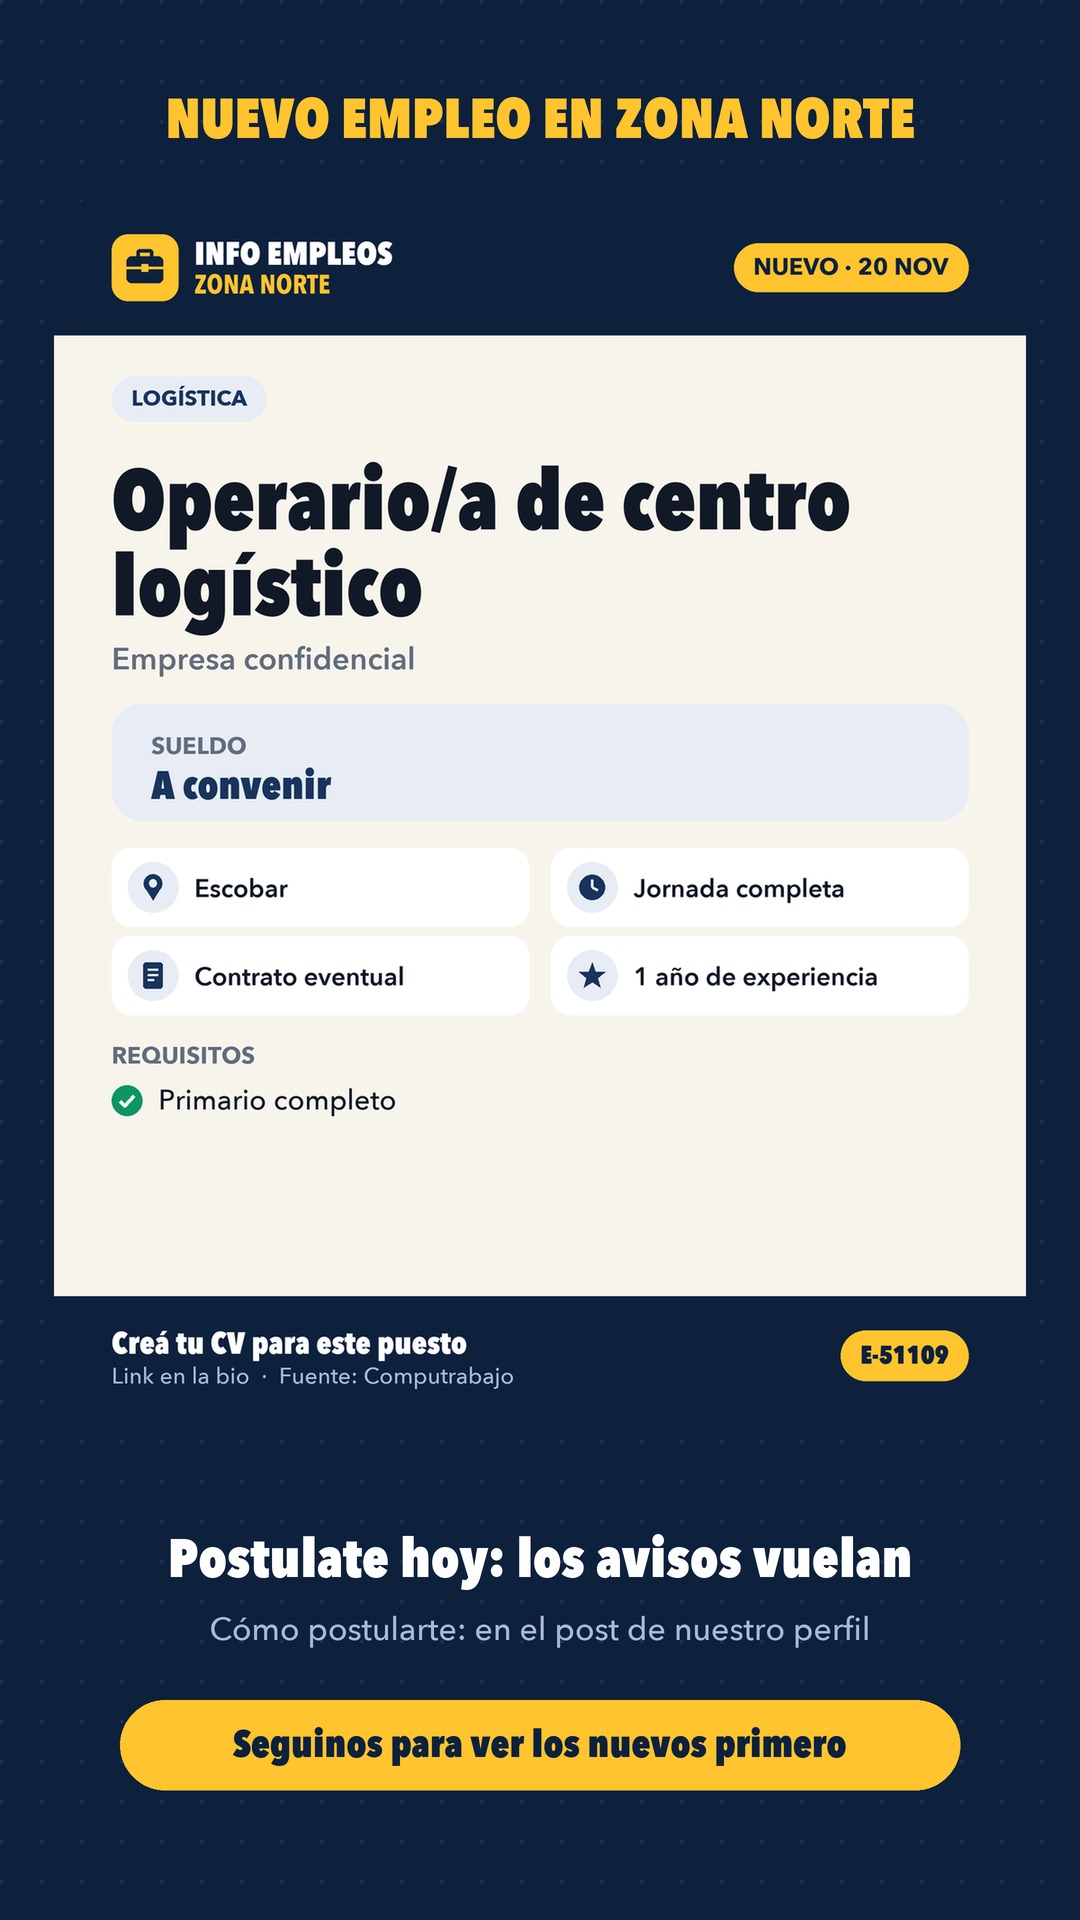 NUEVO EMPLEO EN ZONA NORTE
INFO EMPLEOS
ZONA NORTE
NUEVO · 20 NOV
LOGÍSTICA
Operario/a de centro
logístico
Empresa confidencial
SUELDO
A convenir
Escobar
Jornada completa
Contrato eventual
1 año de experiencia
REQUISITOS
Primario completo
Creá tu CV para este puesto
Link en la bio · Fuente: Computrabajo
E-51109
Postulate hoy: los avisos vuelan
Cómo postularte: en el post de nuestro perfil
Seguinos para ver los nuevos primero